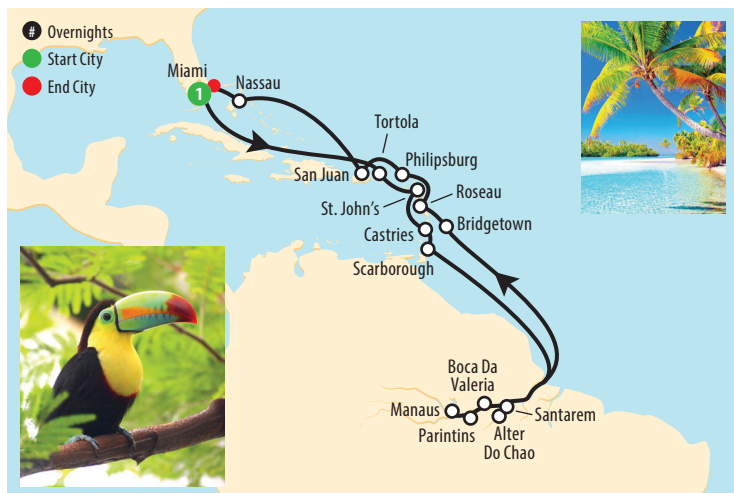 # Overnights
Start City
End City
Miami
1
Nassau
Tortola
San Juan
Philipsburg
St. John's
Roseau
Castries
Bridgetown
Scarborough
Boca Da
Valeria
Manaus
Santarem
Parintins
Alter
Do Chao